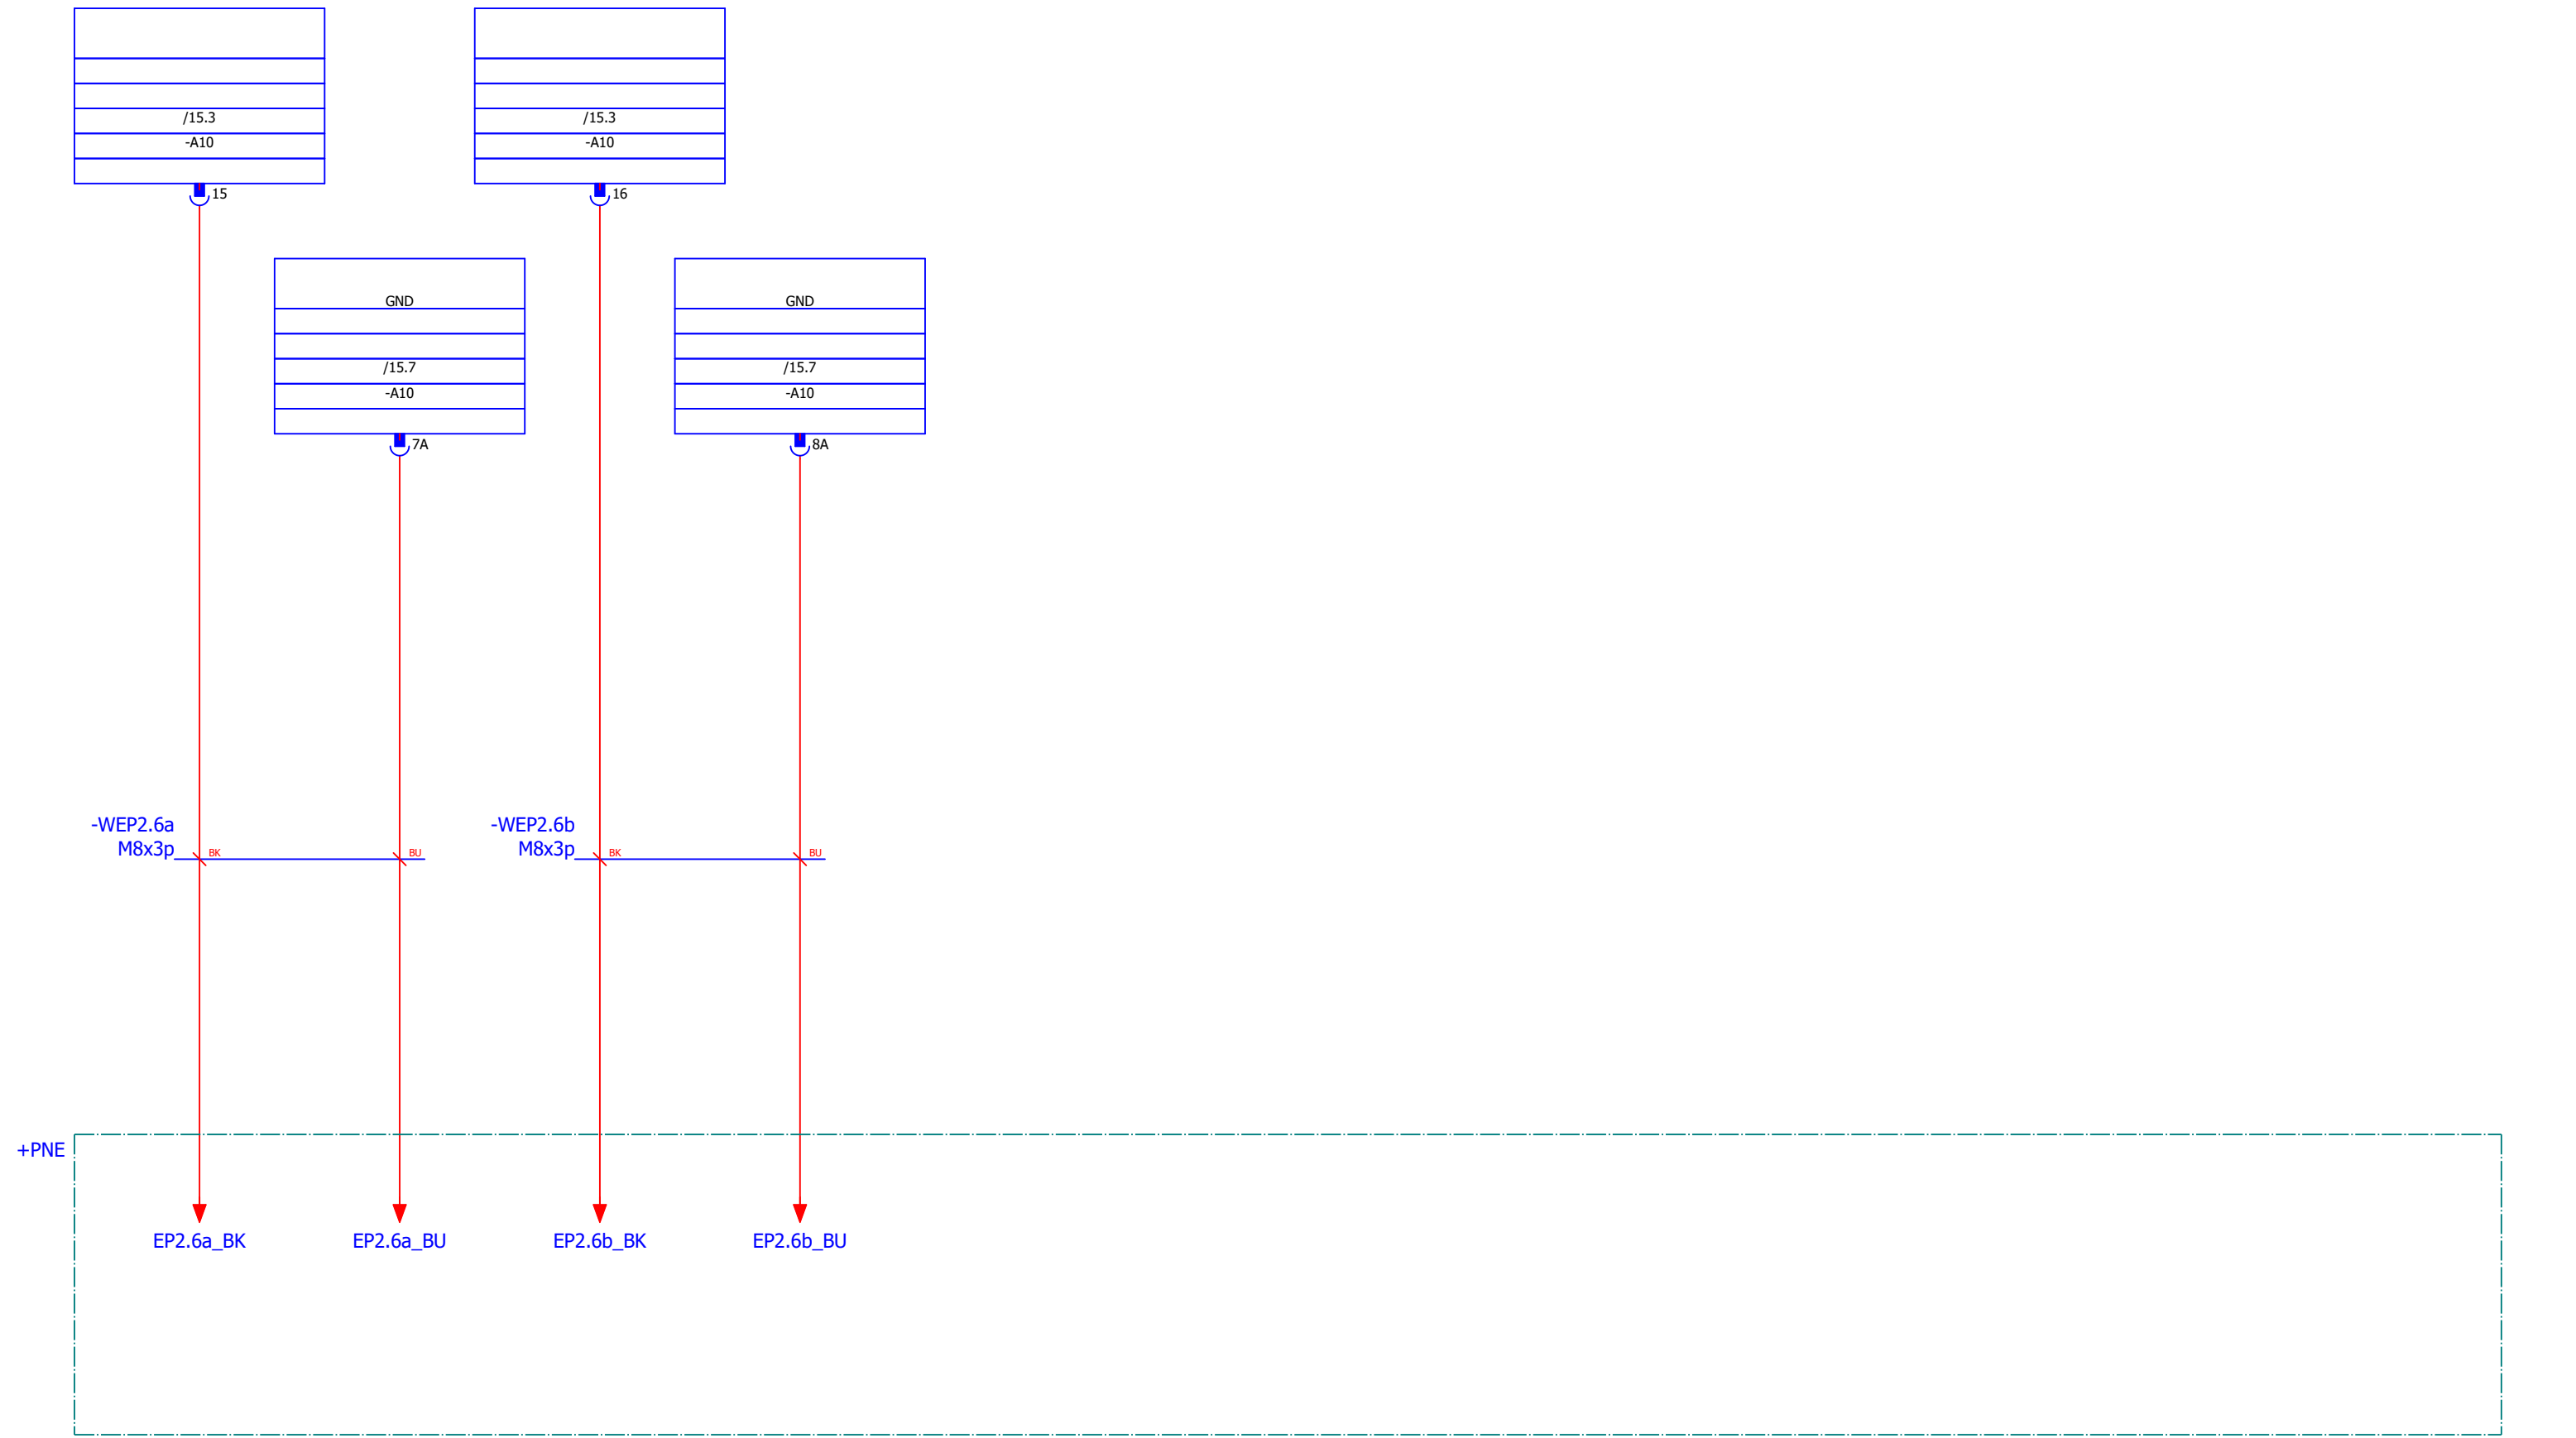 /15.3
-A10
15
/15.3
-A10
16
GND
/15.7
-A10
7A
GND
/15.7
-A10
8A
-WEP2.6a
M8x3p
BK
BU
-WEP2.6b
M8x3p
BK
BU
+PNE
EP2.6a_BK
EP2.6a_BU
EP2.6b_BK
EP2.6b_BU